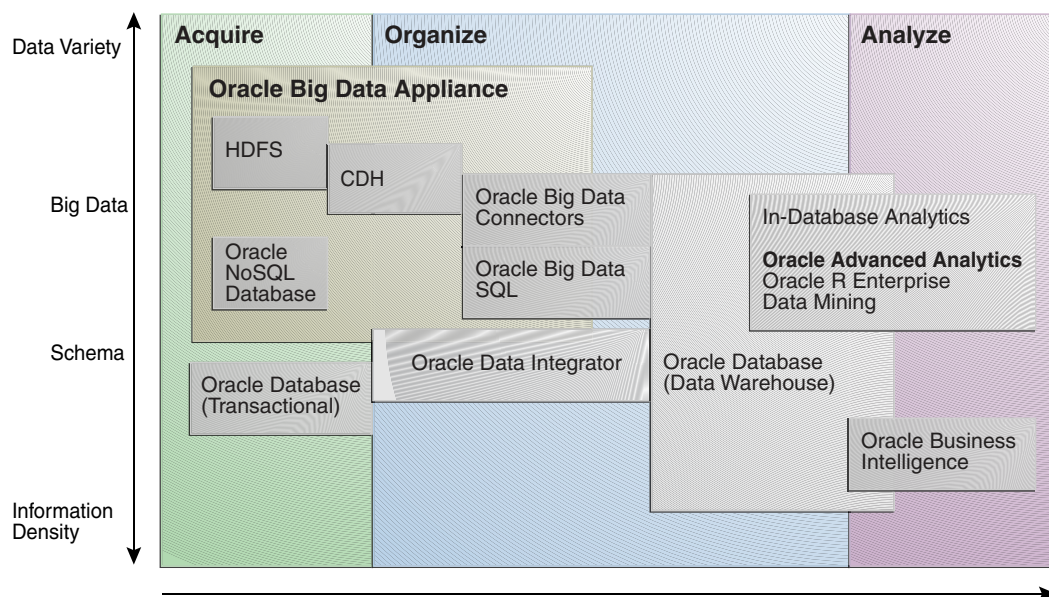 Data Variety
Big Data
Schema
Information
Density
Acquire
Organize
Analyze
Oracle Big Data Appliance
HDFS
CDH
Oracle
NoSQL
Database
Oracle Big Data
Connectors
Oracle Big Data
SQL
Oracle Data Integrator
Oracle Database
(Transactional)
Oracle Database
(Data Warehouse)
In-Database Analytics
Oracle Advanced Analytics
Oracle R Enterprise
Data Mining
Oracle Business
Intelligence